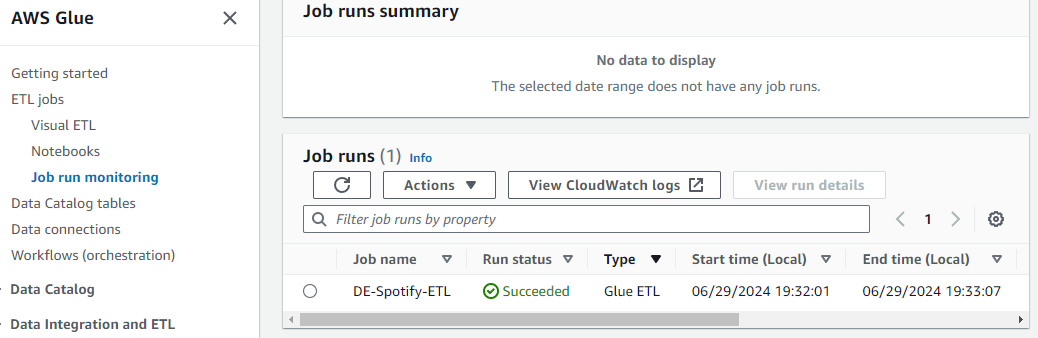 AWS Glue
Getting started
ETL jobs
Visual ETL
Notebooks
Job run monitoring
Data Catalog tables
Data connections
Workflows (orchestration)
Data Catalog
Data Integration and ETL
Job runs summary
No data to display
The selected date range does not have any job runs.
Job runs (1) Info
Actions View CloudWatch logs View run details
Filter job runs by property 1
Job name Run status Type Start time (Local) End time (Local)
DE-Spotify-ETL Succeeded Glue ETL 06/29/2024 19:32:01 06/29/2024 19:33:07